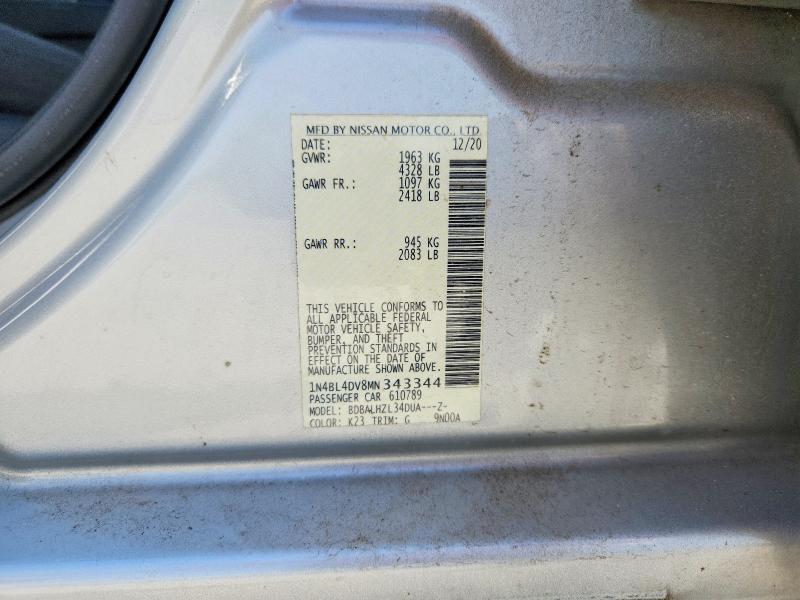 MFD BY NISSAN MOTOR CO., LTD
DATE: 12/20
GVWR: 1963 KG
4328 LB
GAWR FR.: 1097 KG
2418 LB
GAWR RR.: 945 KG
2083 LB
THIS VEHICLE CONFORMS TO
ALL APPLICABLE FEDERAL
MOTOR VEHICLE SAFETY,
BUMPER, AND THEFT
PREVENTION STANDARDS IN
EFFECT ON THE DATE OF
MANUFACTURE SHOWN ABOVE.
1N4BL4DV8MN343344
PASSENGER CAR 610789
MODEL: BDBALHZL34DUA---Z-
COLOR: K23 TRIM: G 9N00A